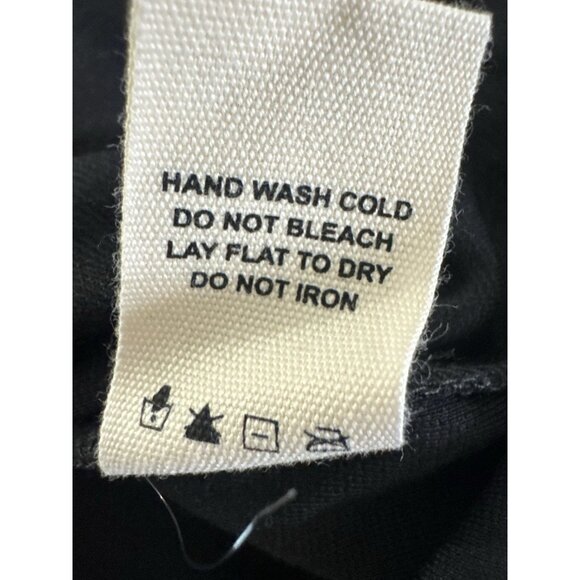 HAND WASH COLD
DO NOT BLEACH
LAY FLAT TO DRY
DO NOT IRON